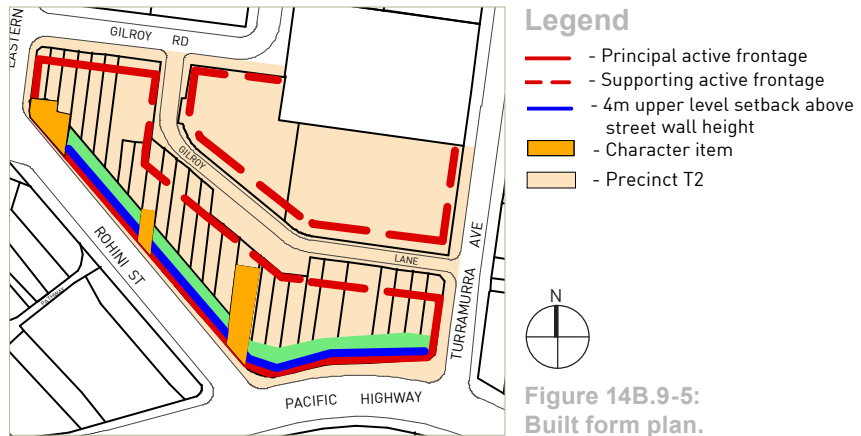 EASTERN
GILROY RD
GILROY
LANE
ROHINI ST
PATHWAY
TURRAMURRA AVE
PACIFIC HIGHWAY
Legend
- Principal active frontage
- Supporting active frontage
- 4m upper level setback above
street wall height
- Character item
- Precinct T2
N
Figure 14B.9-5:
Built form plan.